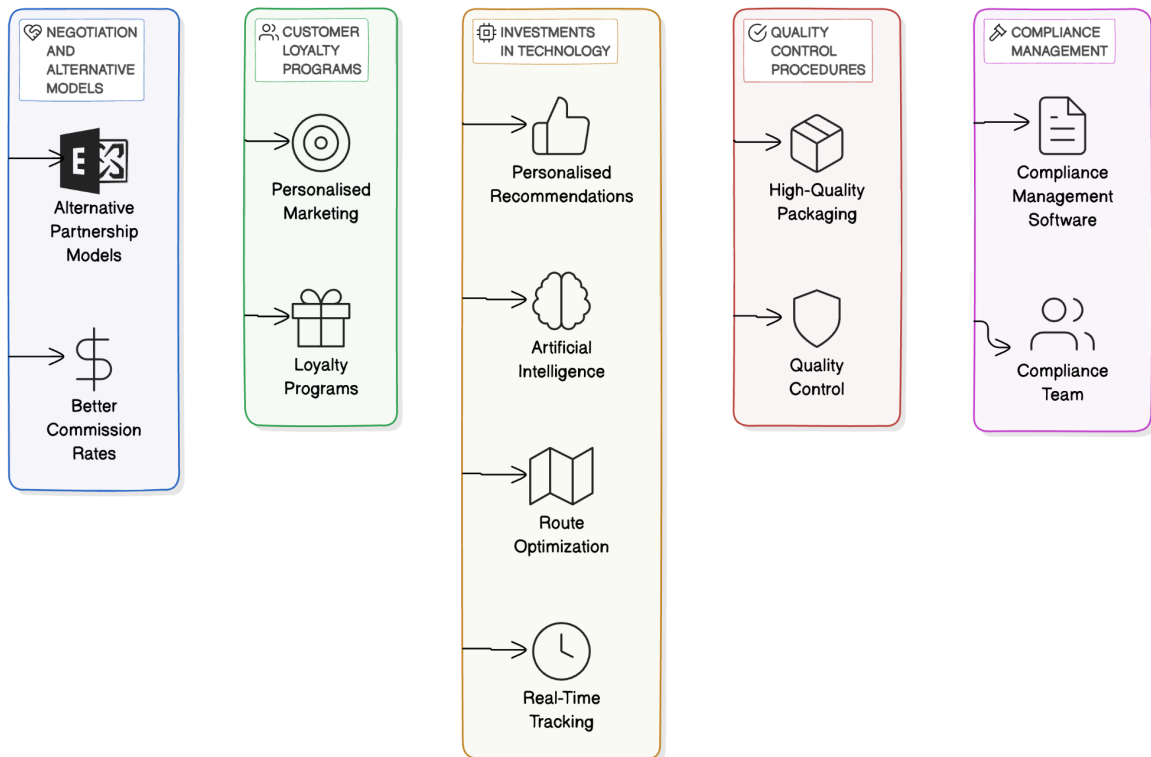 NEGOTIATION
AND
ALTERNATIVE
MODELS
E
Alternative
Partnership
Models
Better
Commission
Rates
CUSTOMER
LOYALTY
PROGRAMS
Personalised
Marketing
Loyalty
Programs
INVESTMENTS
IN TECHNOLOGY
Personalised
Recommendations
Artificial
Intelligence
Route
Optimization
Real-Time
Tracking
QUALITY
CONTROL
PROCEDURES
High-Quality
Packaging
Quality
Control
COMPLIANCE
MANAGEMENT
Compliance
Management
Software
Compliance
Team